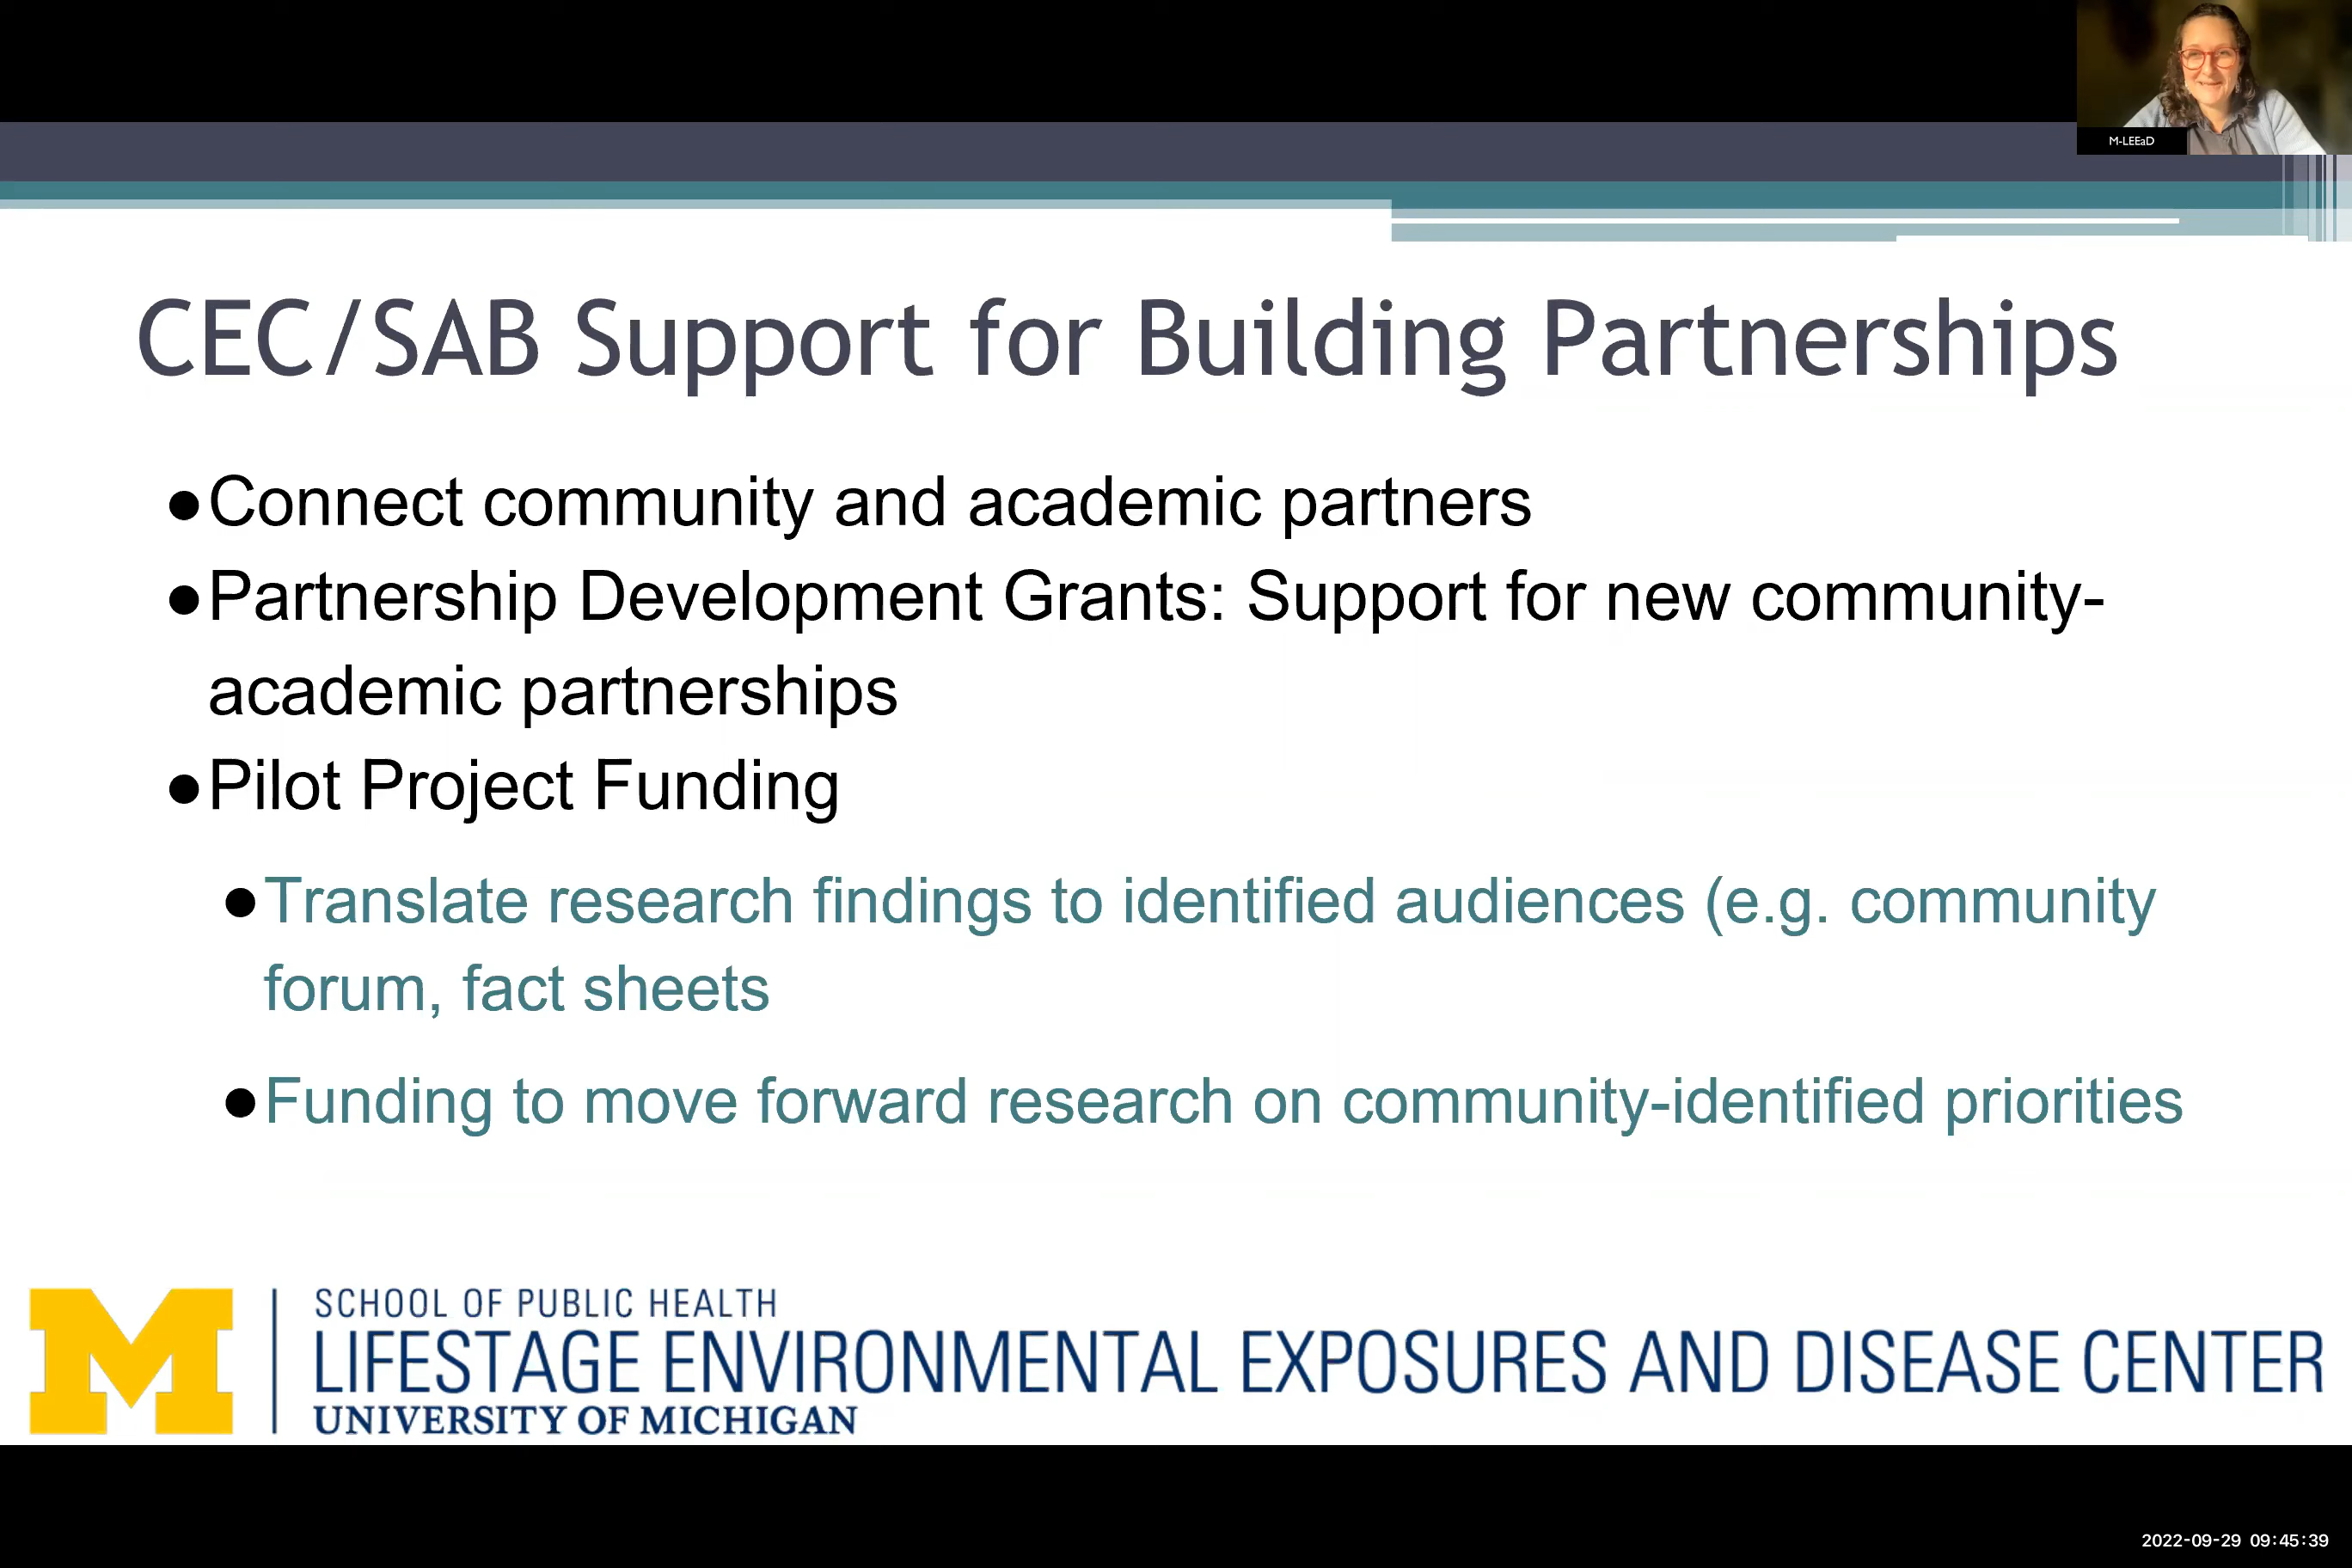 M-LEEaD
CEC/SAB Support for Building Partnerships
●Connect community and academic partners
●Partnership Development Grants: Support for new community-
academic partnerships
●Pilot Project Funding
●Translate research findings to identified audiences (e.g. community
forum, fact sheets
●Funding to move forward research on community-identified priorities
M
SCHOOL OF PUBLIC HEALTH
LIFESTAGE ENVIRONMENTAL EXPOSURES AND DISEASE CENTER
UNIVERSITY OF MICHIGAN
2022-09-29 09:45:39